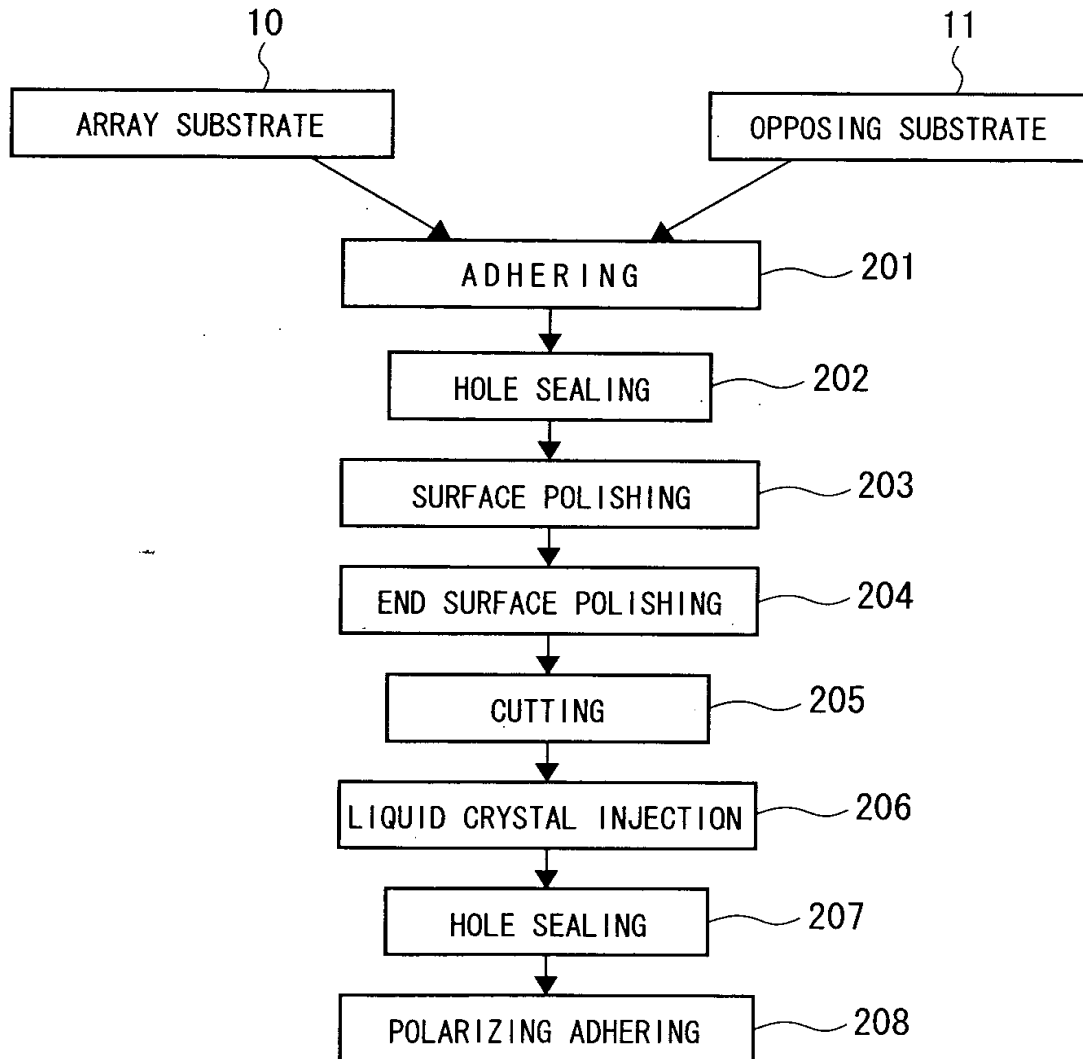 10
11
ARRAY SUBSTRATE
OPPOSING SUBSTRATE
ADHERING
201
HOLE SEALING
202
SURFACE POLISHING
203
END SURFACE POLISHING
204
CUTTING
205
LIQUID CRYSTAL INJECTION
206
HOLE SEALING
207
POLARIZING ADHERING
208